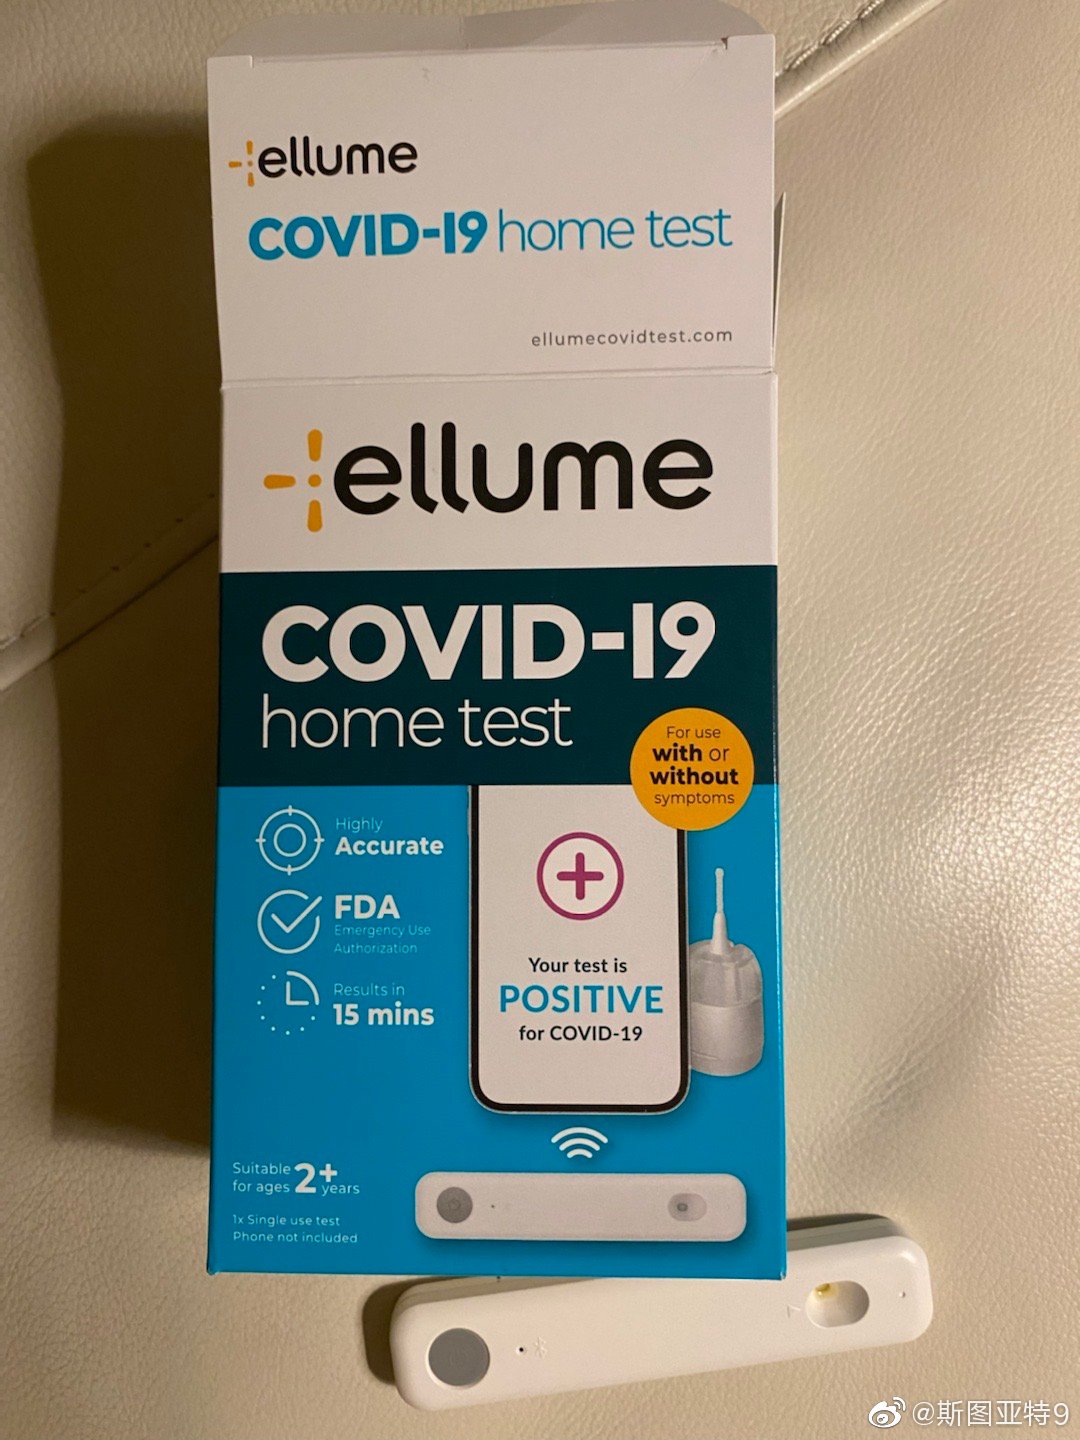 ellume
COVID-19 home test
ellumecovidtest.com
ellume
COVID-19
home test
For use
with or
without
symptoms
Highly
Accurate
FDA
Emergency Use
Authorization
Results in
15 mins
Your test is
POSITIVE
for COVID-19
Suitable
for ages 2+ years
1x Single use test
Phone not included
@斯图亚特9